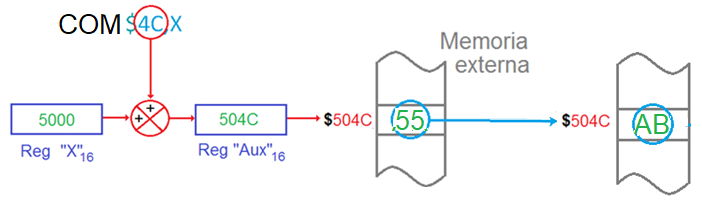 COM $4C,X
Memoria
externa
5000
+
+
504C
$504C
55
$504C
AB
Reg "X"16
Reg "Aux"16